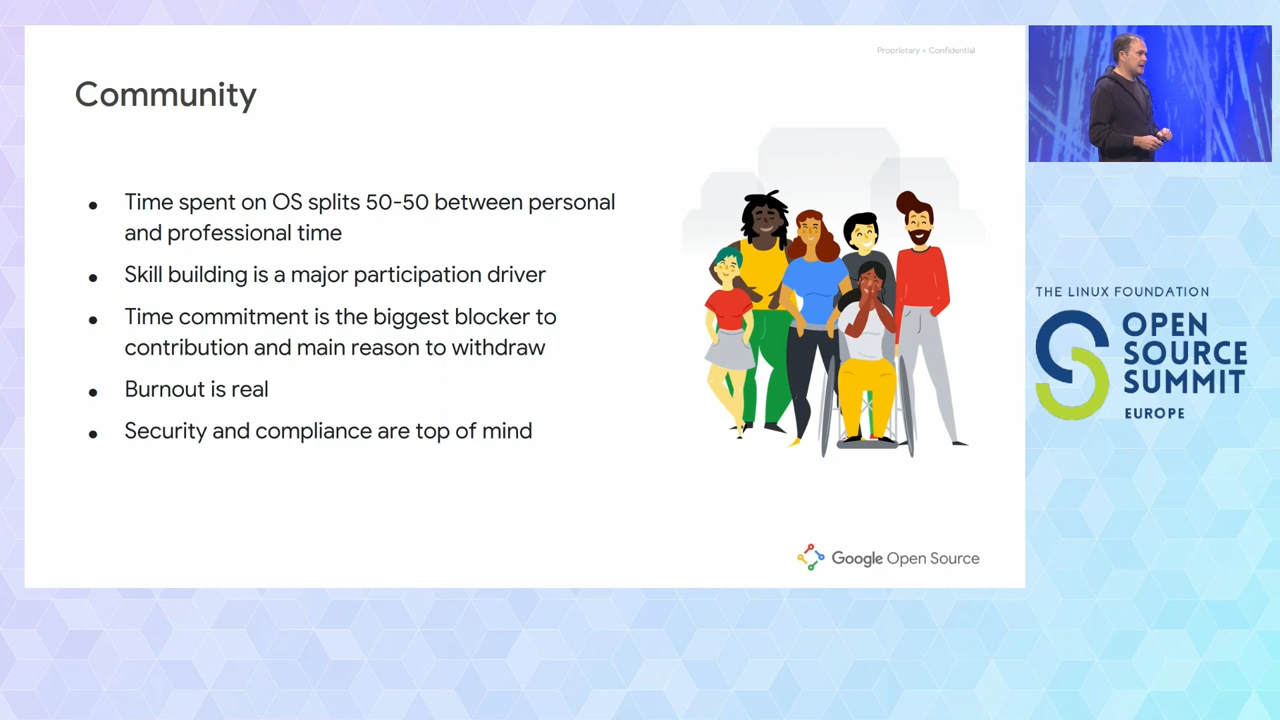 Proprietary + Confidential
Community
• Time spent on OS splits 50-50 between personal
and professional time
• Skill building is a major participation driver
• Time commitment is the biggest blocker to
contribution and main reason to withdraw
• Burnout is real
• Security and compliance are top of mind
Google Open Source
THE LINUX FOUNDATION
OPEN
SOURCE
SUMMIT
EUROPE